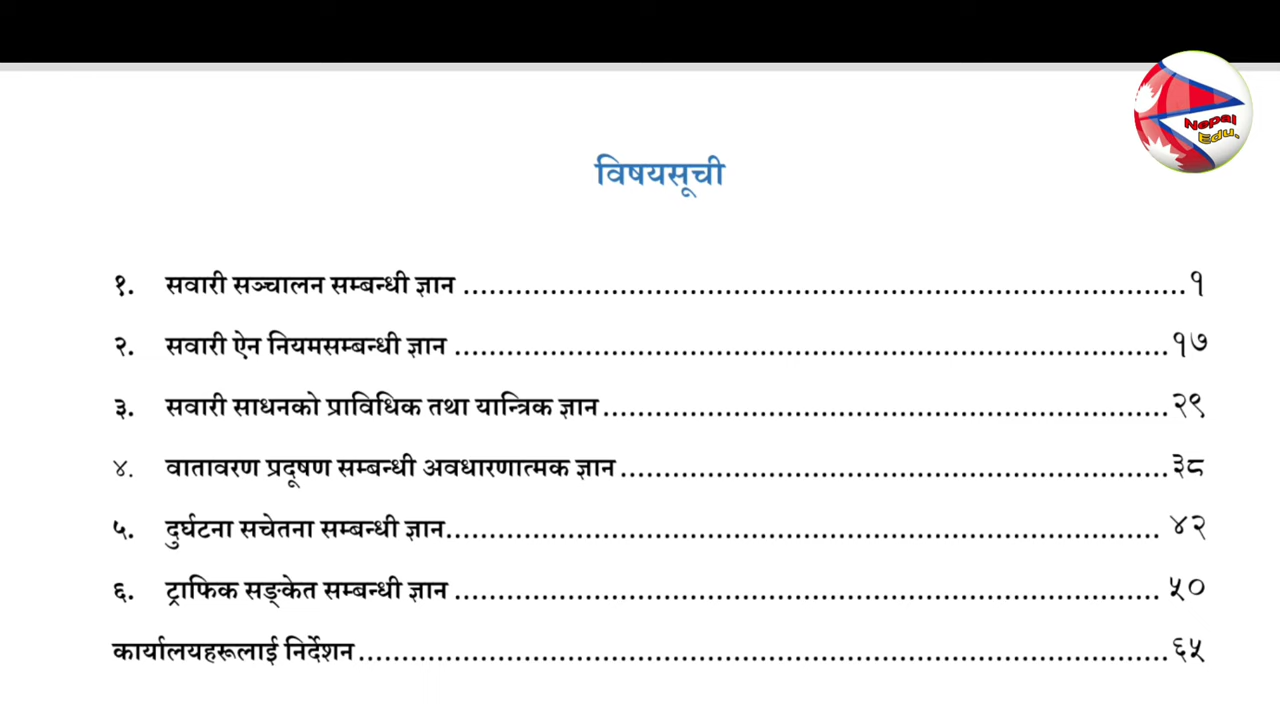 Nepal
Edu.
विषयसूची
१. सवारी सञ्चालन सम्बन्धी ज्ञान ........................................................................................१
२. सवारी ऐन नियमसम्बन्धी ज्ञान ......................................................................................१७
३. सवारी साधनको प्राविधिक तथा यान्त्रिक ज्ञान....................................................................२९
४. वातावरण प्रदूषण सम्बन्धी अवधारणात्मक ज्ञान..................................................................३८
५. दुर्घटना सचेतना सम्बन्धी ज्ञान...................................................................................... ४२
६. ट्राफिक सङ्केत सम्बन्धी ज्ञान ..................................................................................... ५०
कार्यालयहरूलाई निर्देशन..................................................................................................६५